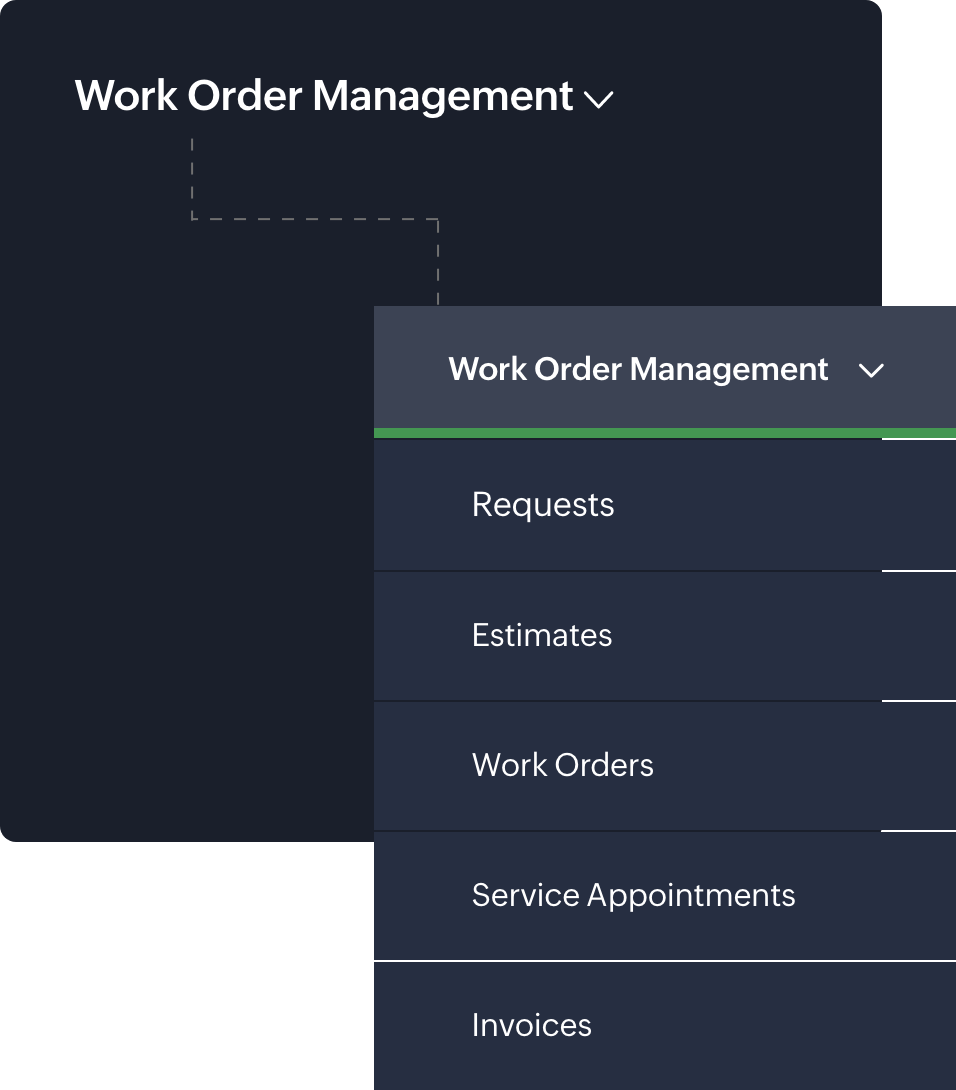 Work Order Management
Work Order Management
Requests
Estimates
Work Orders
Service Appointments
Invoices